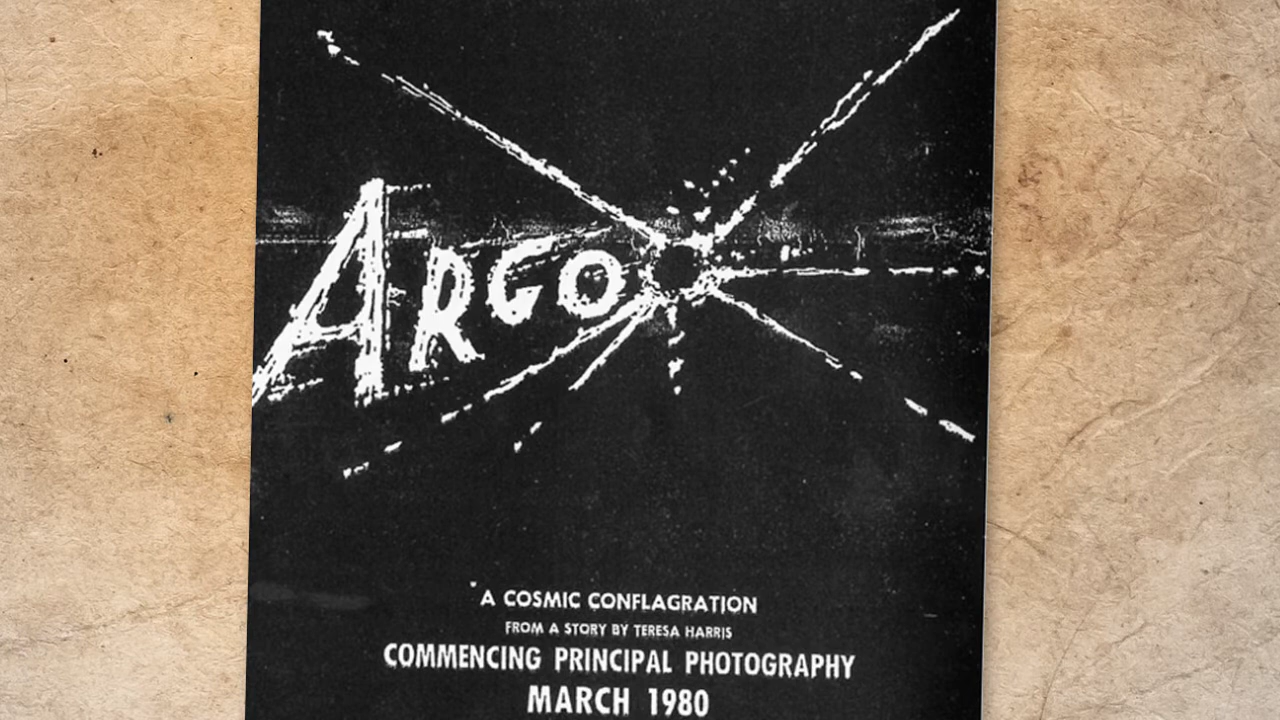 ARGO
A COSMIC CONFLAGRATION
FROM A STORY BY TERESA HARRIS
COMMENCING PRINCIPAL PHOTOGRAPHY
MARCH 1980